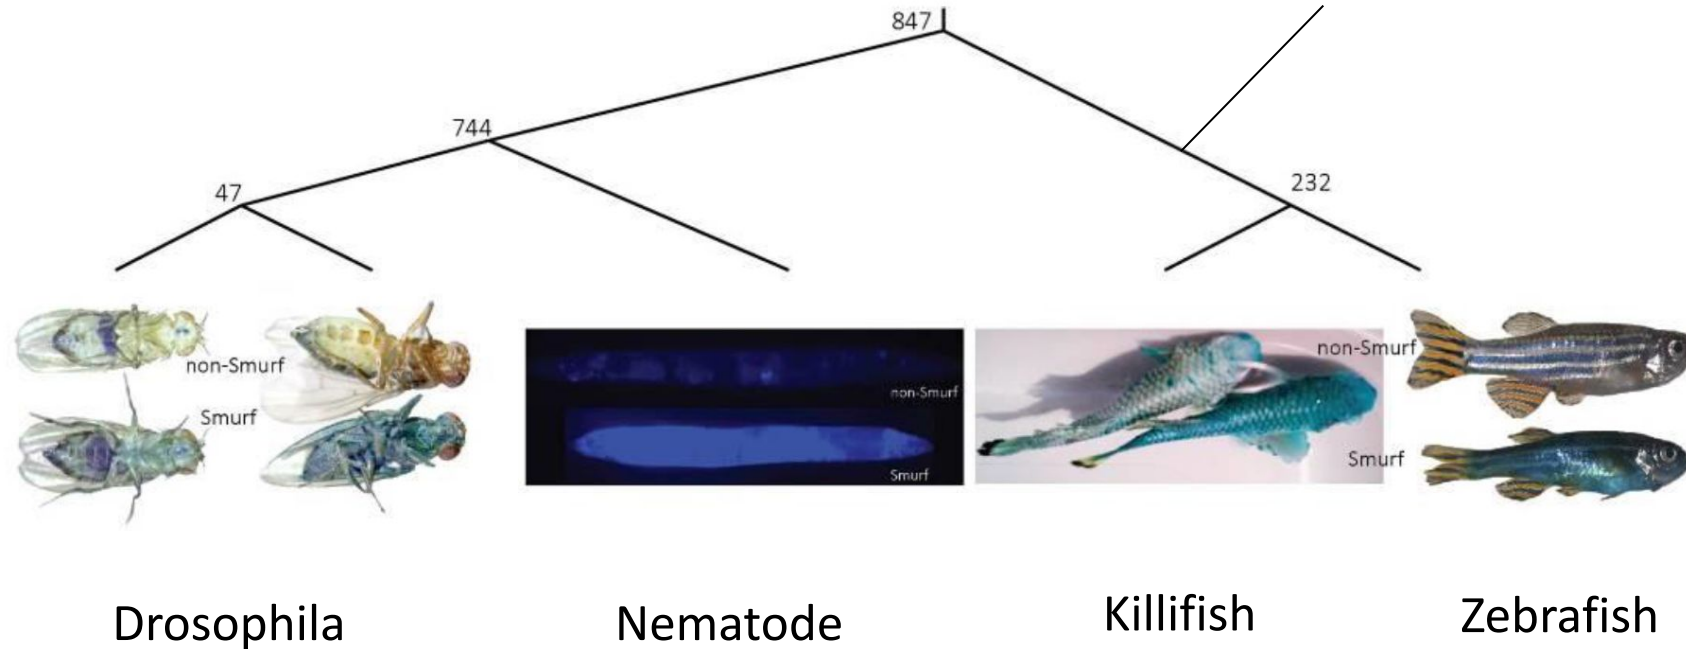 847
744
47
232
non-Smurf
Smurf
non-Smurf
Smurf
non-Smurf
Smurf
Drosophila
Nematode
Killifish
Zebrafish